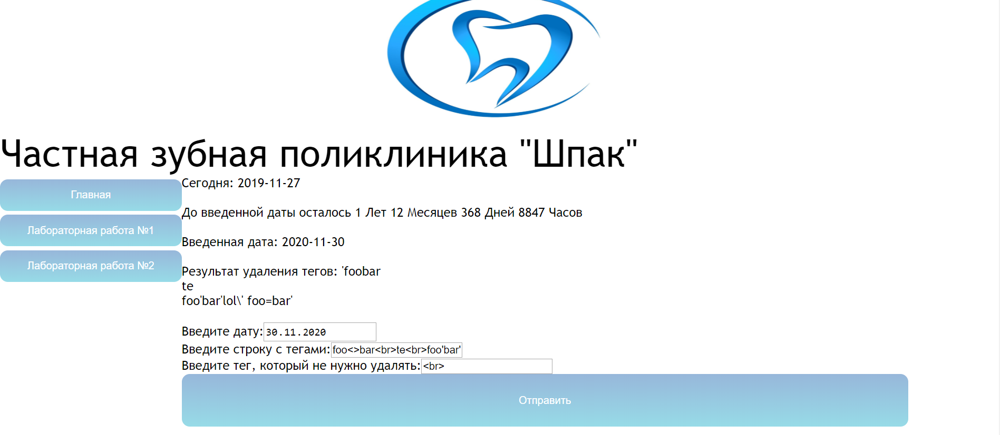 Частная зубная поликлиника "Шпак"
Главная
Лабораторная работа №1
Лабораторная работа №2
Сегодня: 2019-11-27
До введенной даты осталось 1 Лет 12 Месяцев 368 Дней 8847 Часов
Введенная дата: 2020-11-30
Результат удаления тегов: 'foobar
te
foo'bar'lol\' foo=bar'
Введите дату: 30.11.2020
Введите строку с тегами: foo<>bar<br>te<br>foo'bar'
Введите тег, который не нужно удалять: <br>
Отправить